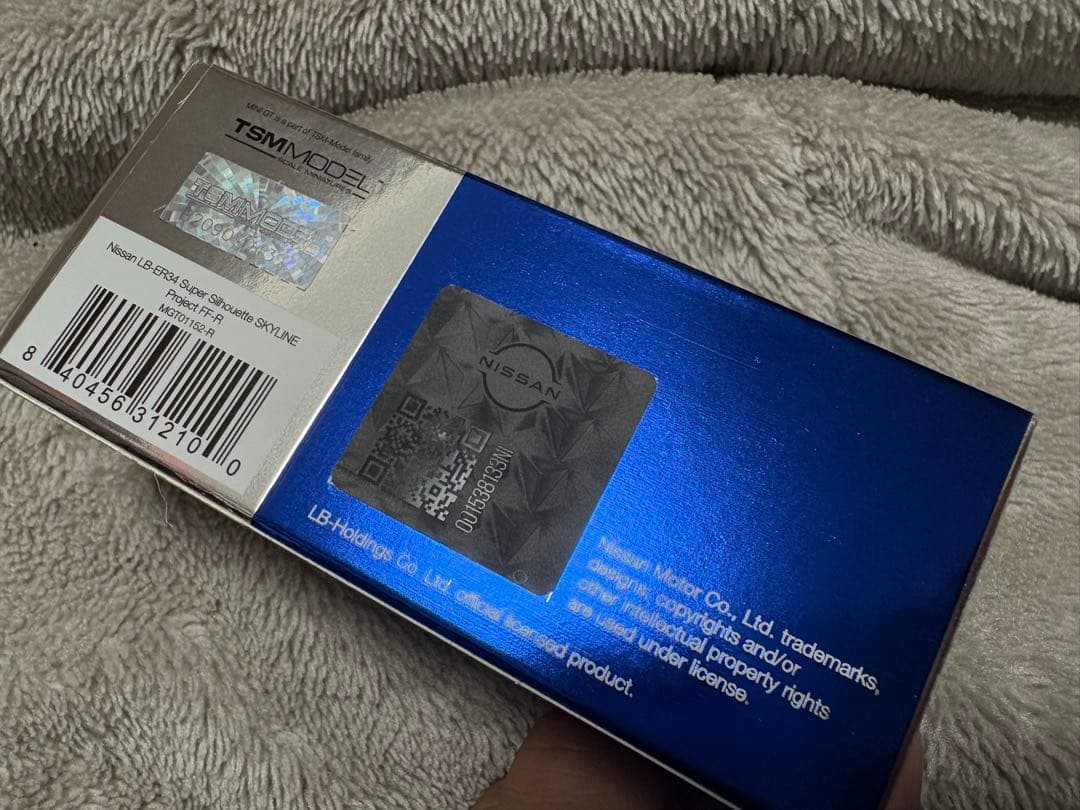 MINI GT is a part of TSM-Model family
TSMMODEL
SCALE MINIATURES
TSMMODEL
Nissan LB-ER34 Super Silhouette SKYLINE
Project FF-R
MGT01152-R
8 40456 31210 0
NISSAN
001538133NI
LB-Holdings Co. Ltd. official licensed product.
Nissan Motor Co., Ltd. trademarks,
designs, copyrights and/or
other intellectual property rights
are used under license.